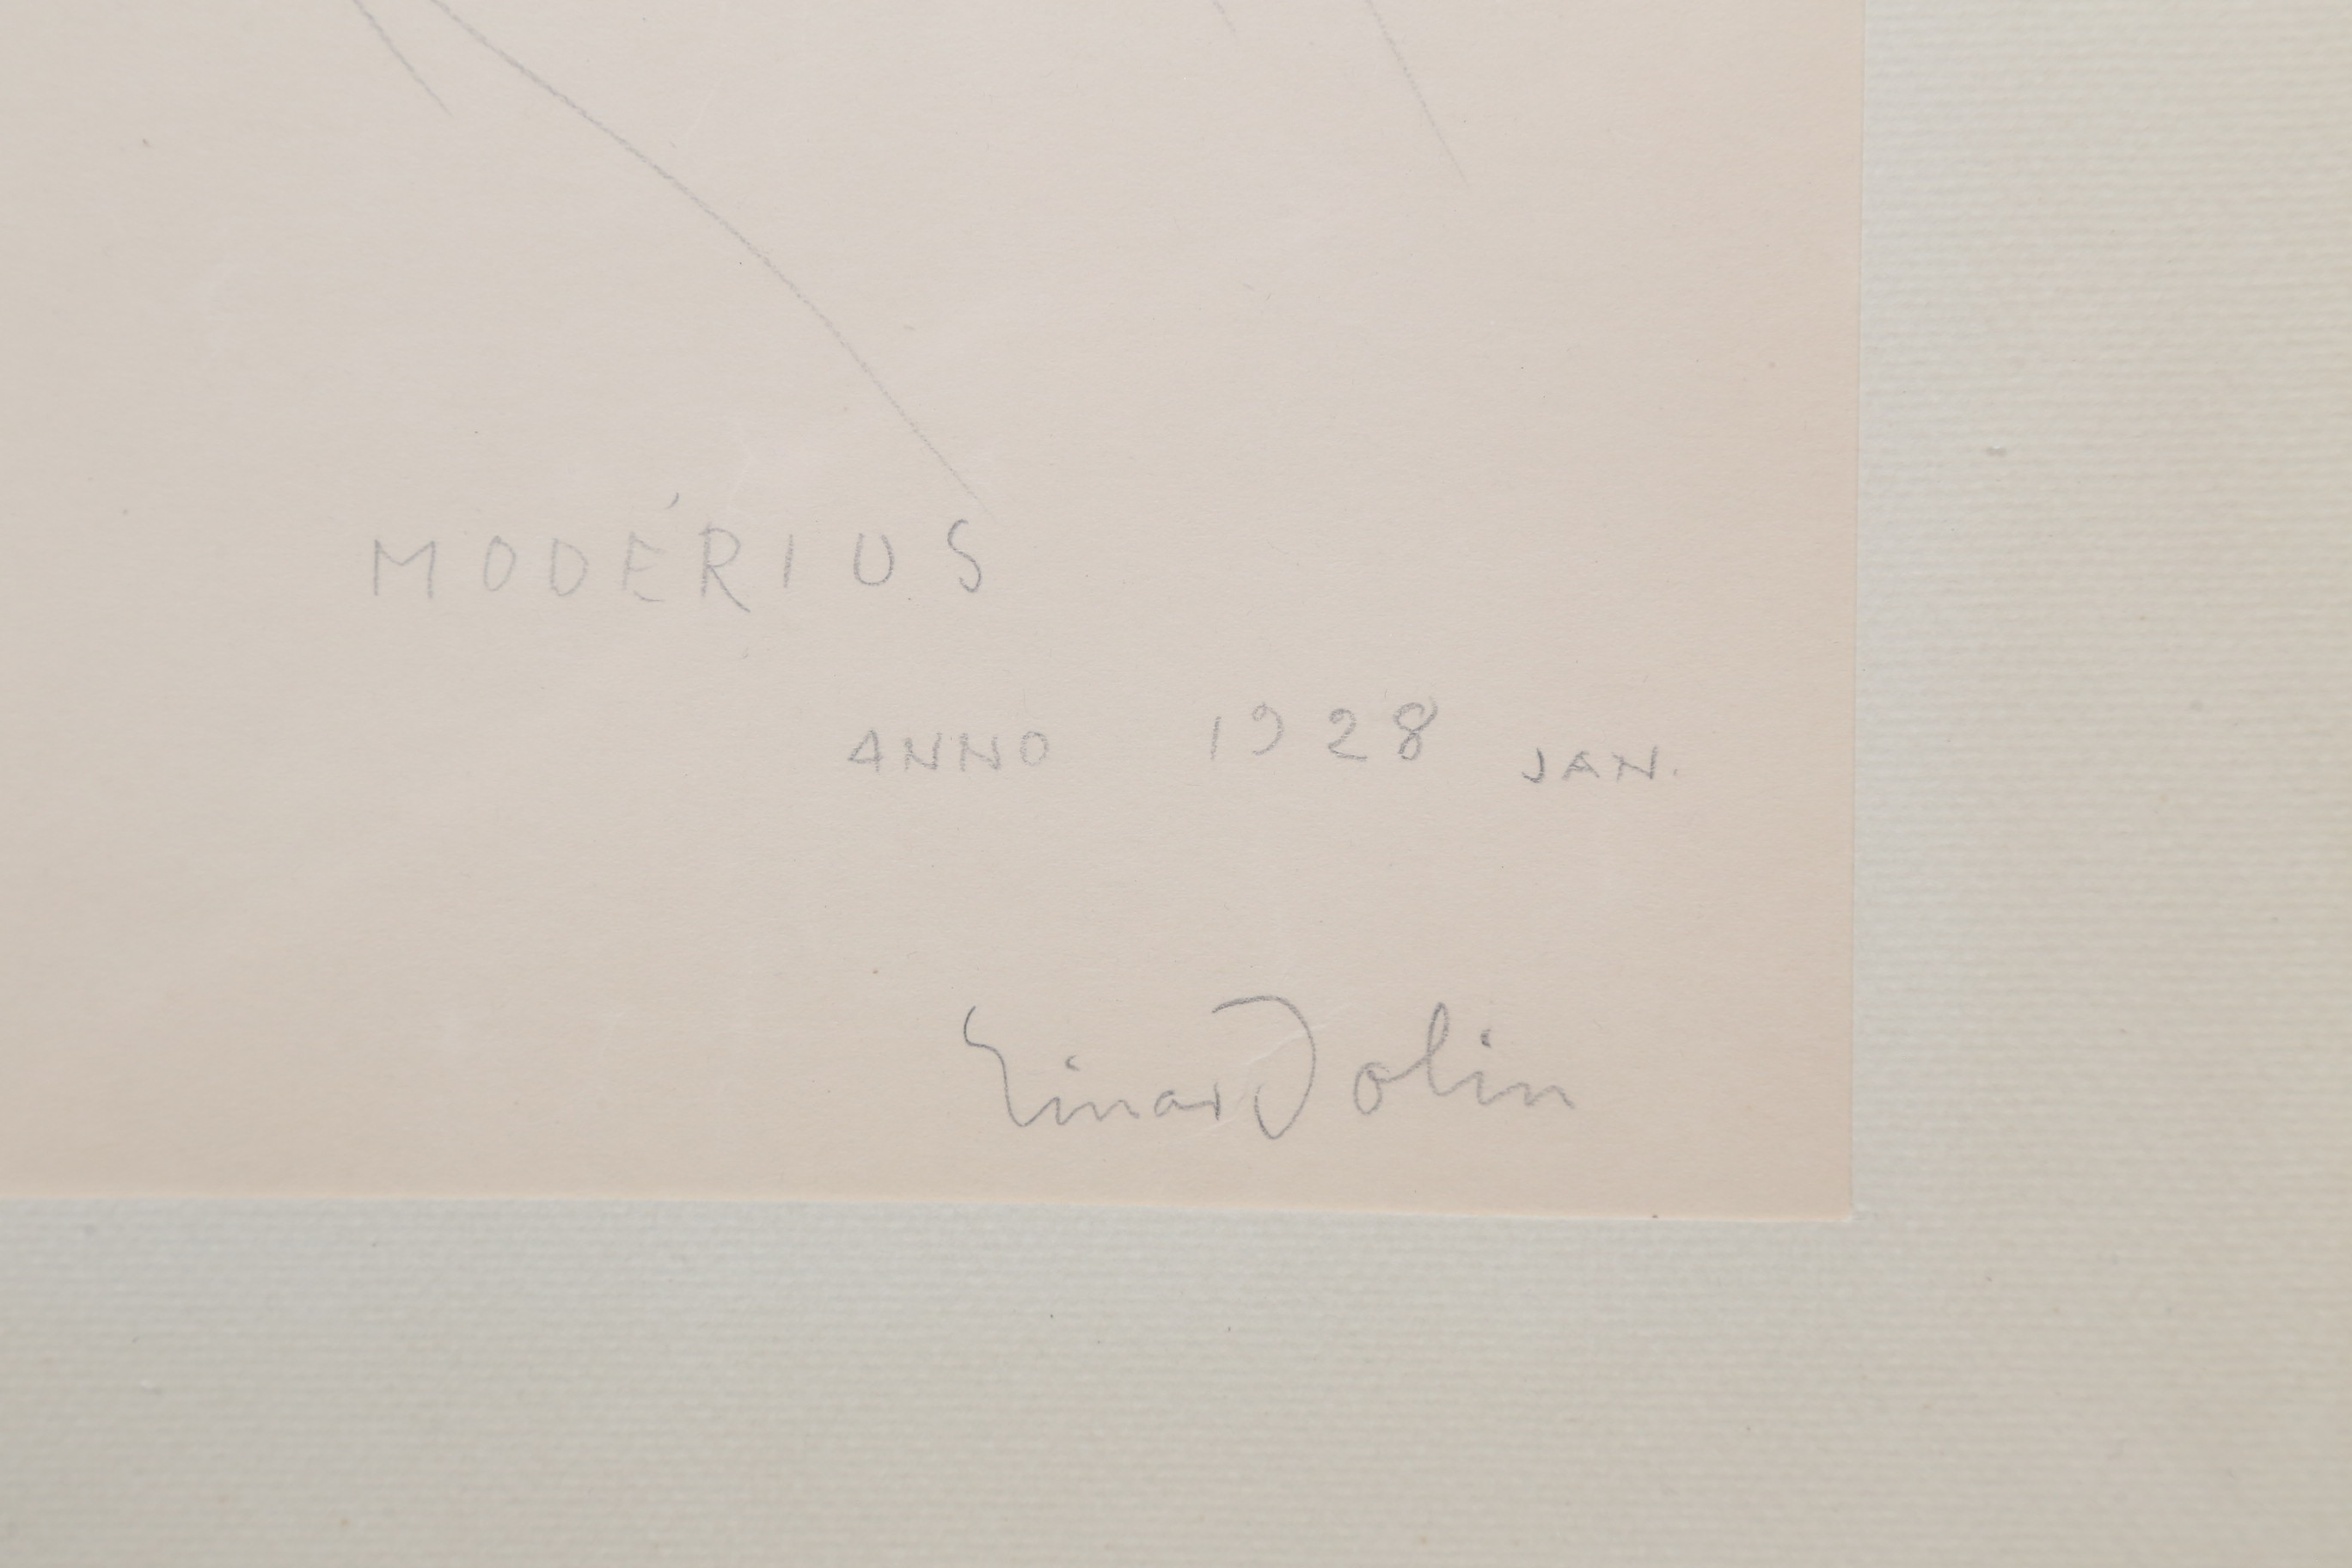 MODÉRIUS
ANNO 1928 JAN.
Einar Jolin